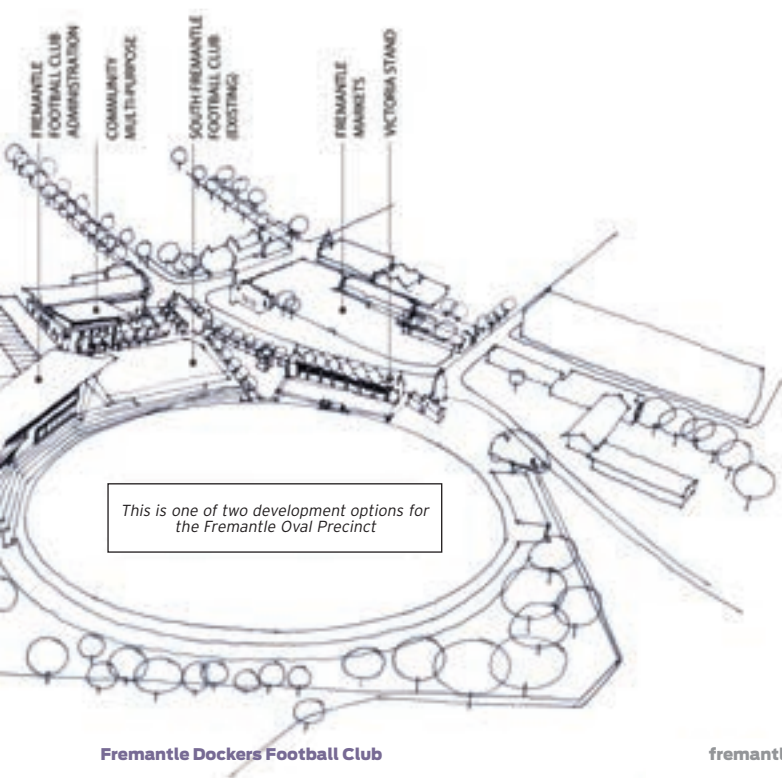 FREMANTLE
FOOTBALL CLUB
ADMINISTRATION
COMMUNITY
MULTI-PURPOSE
SOUTH FREMANTLE
FOOTBALL CLUB
(EXISTING)
FREMANTLE
MARKETS
VICTORIA STAND
This is one of two development options for
the Fremantle Oval Precinct
Fremantle Dockers Football Club
fremantl